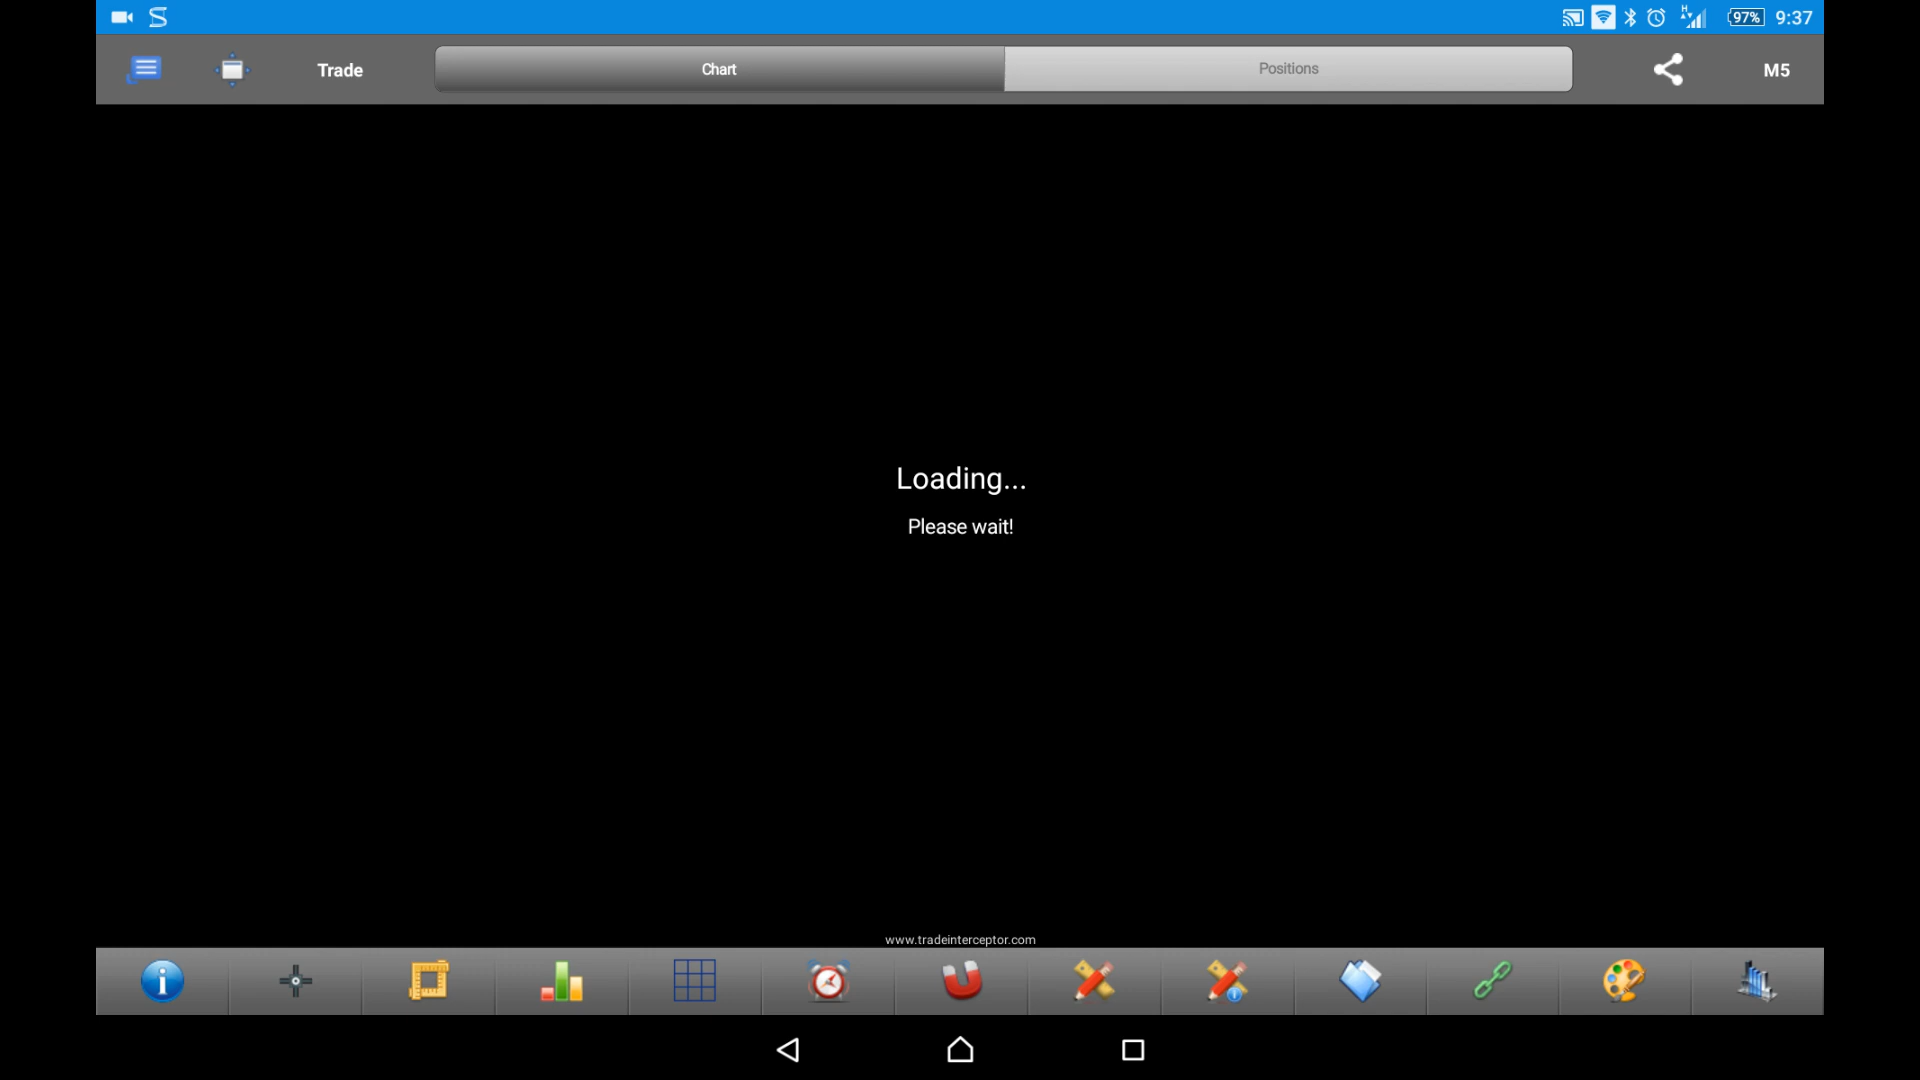 97% 9:37
Trade Chart Positions M5
Loading...
Please wait!
www.tradeinterceptor.com